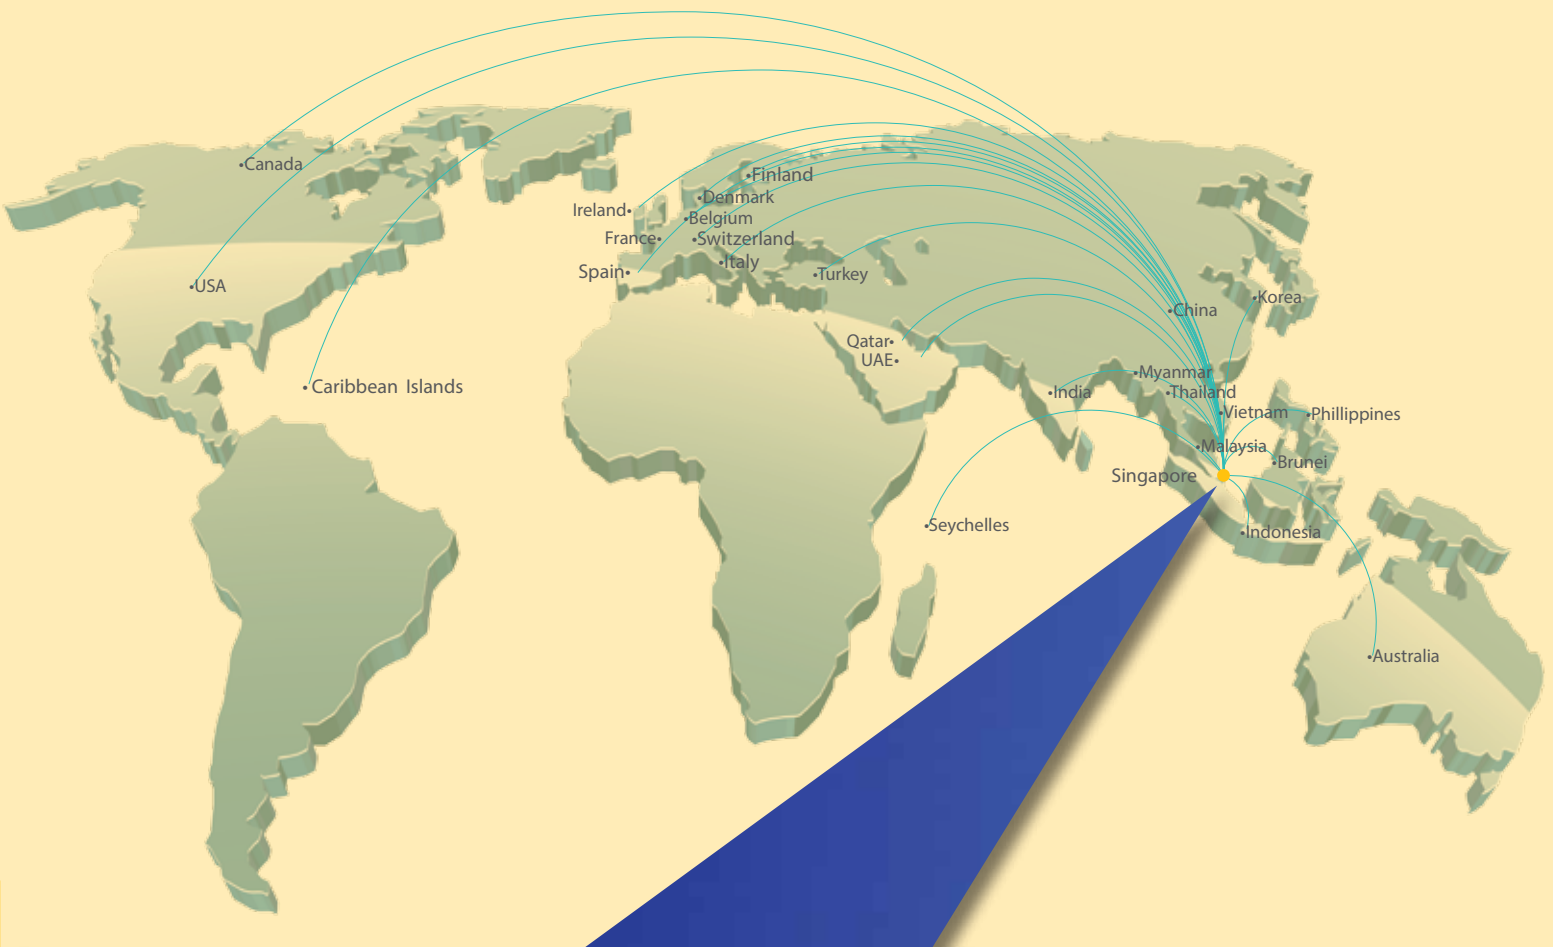 •Canada
•Finland
•Denmark
Ireland•
•Belgium
France•
•Switzerland
•Italy
Spain•
•Turkey
•USA
•Korea
•China
Qatar•
UAE•
•Myanmar
•Caribbean Islands
•India
•Thailand
•Vietnam
•Phillippines
•Malaysia
•Brunei
Singapore
•Seychelles
•Indonesia
•Australia